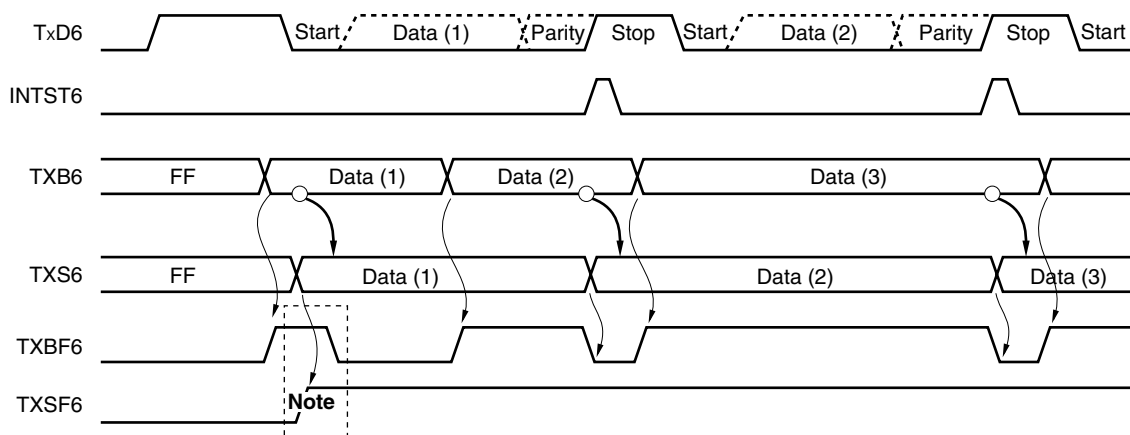 TxD6 Start Data (1) Parity Stop Start Data (2) Parity Stop Start
INTST6
TXB6 FF Data (1) Data (2) Data (3)
TXS6 FF Data (1) Data (2) Data (3)
TXBF6
TXSF6 Note